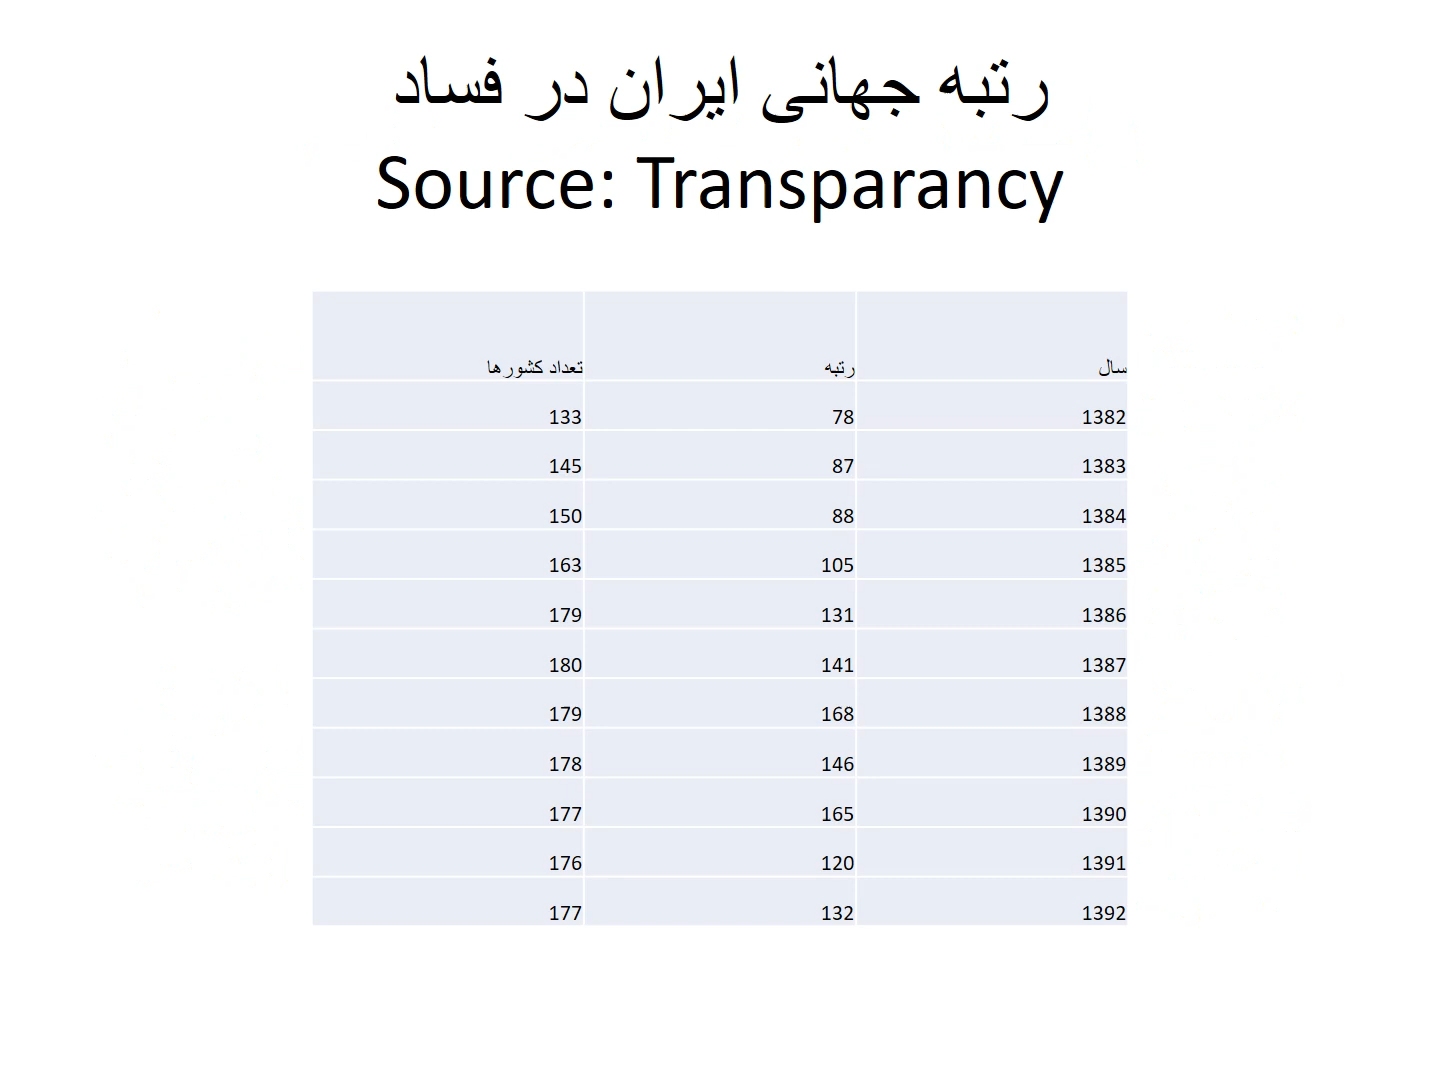 رتبه جهانی ایران در فساد
Source: Transparancy
سال رتبه تعداد کشورها
1382 78 133
1383 87 145
1384 88 150
1385 105 163
1386 131 179
1387 141 180
1388 168 179
1389 146 178
1390 165 177
1391 120 176
1392 132 177